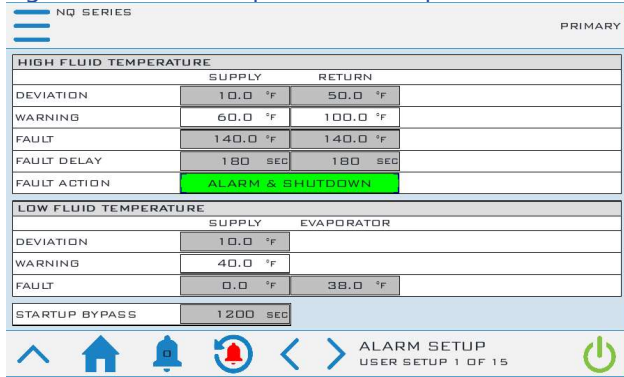 NQ SERIES
PRIMARY
HIGH FLUID TEMPERATURE
SUPPLY RETURN
DEVIATION 10.0 °F 50.0 °F
WARNING 60.0 °F 100.0 °F
FAULT 140.0 °F 140.0 °F
FAULT DELAY 180 SEC 180 SEC
FAULT ACTION ALARM & SHUTDOWN
LOW FLUID TEMPERATURE
SUPPLY EVAPORATOR
DEVIATION 10.0 °F
WARNING 40.0 °F
FAULT 0.0 °F 38.0 °F
STARTUP BYPASS 1200 SEC
0
ALARM SETUP
USER SETUP 1 OF 15